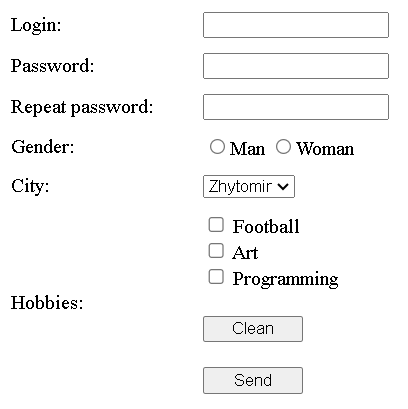 Login:
Password:
Repeat password:
Gender: Man Woman
City: Zhytomir
Football
Art
Programming
Hobbies:
Clean
Send